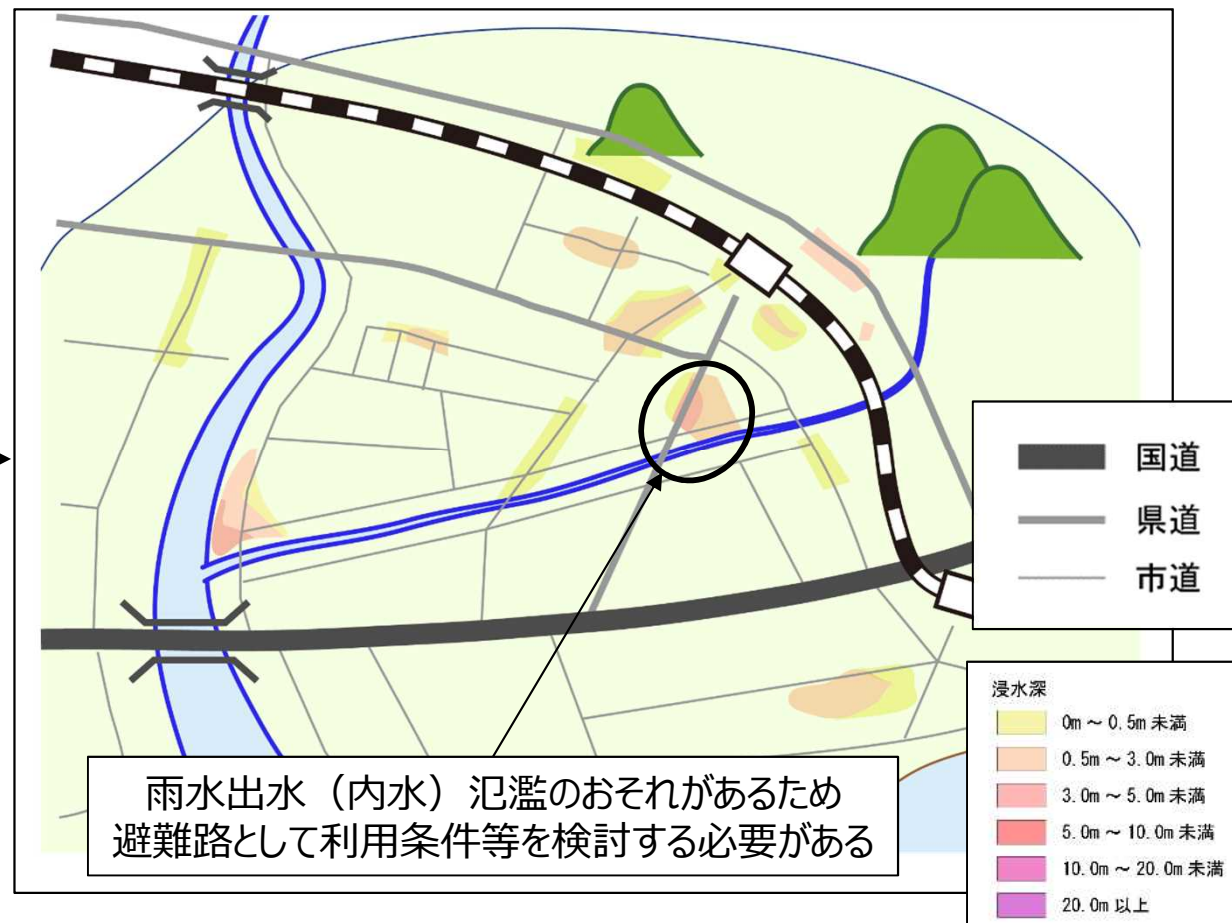 国道
県道
市道
浸水深
0m ～ 0.5m 未満
0.5m ～ 3.0m 未満
3.0m ～ 5.0m 未満
5.0m ～ 10.0m 未満
10.0m ～ 20.0m 未満
20.0m 以上
雨水出水（内水）氾濫のおそれがあるため
避難路として利用条件等を検討する必要がある